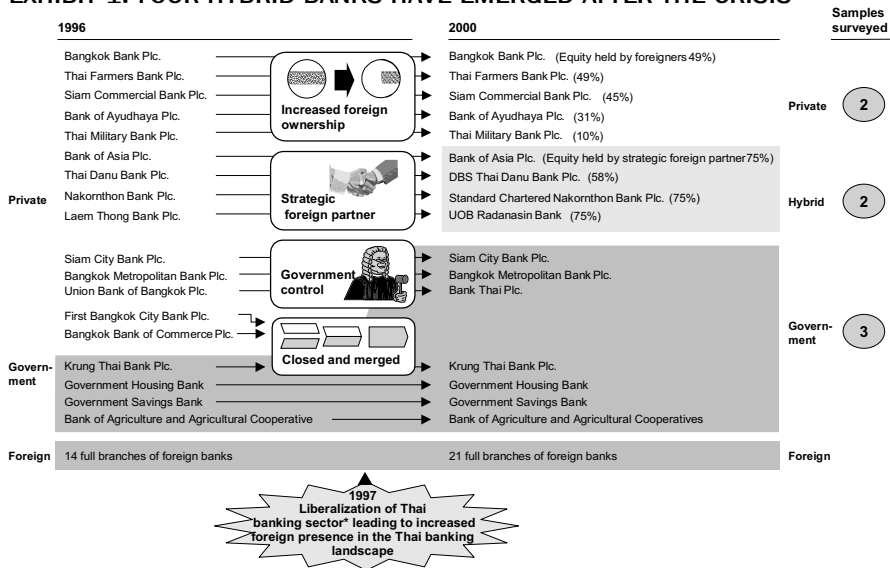 EXHIBIT 1: FOUR HYBRID BANKS HAVE EMERGED AFTER THE CRISIS
Samples
surveyed
1996
2000
Private
Bangkok Bank Plc.
Thai Farmers Bank Plc.
Siam Commercial Bank Plc.
Bank of Ayudhaya Plc.
Thai Military Bank Plc.
Bank of Asia Plc.
Thai Danu Bank Plc.
Nakornthon Bank Plc.
Laem Thong Bank Plc.
Siam City Bank Plc.
Bangkok Metropolitan Bank Plc.
Union Bank of Bangkok Plc.
First Bangkok City Bank Plc.
Bangkok Bank of Commerce Plc.
Govern-
ment
Krung Thai Bank Plc.
Government Housing Bank
Government Savings Bank
Bank of Agriculture and Agricultural Cooperative
Foreign
14 full branches of foreign banks
Increased foreign
ownership
Strategic
foreign partner
Government
control
Closed and merged
Bangkok Bank Plc. (Equity held by foreigners 49%)
Thai Farmers Bank Plc. (49%)
Siam Commercial Bank Plc. (45%)
Bank of Ayudhaya Plc. (31%)
Thai Military Bank Plc. (10%)
Private
2
Bank of Asia Plc. (Equity held by strategic foreign partner 75%)
DBS Thai Danu Bank Plc. (58%)
Standard Chartered Nakornthon Bank Plc. (75%)
UOB Radanasin Bank (75%)
Hybrid
2
Siam City Bank Plc.
Bangkok Metropolitan Bank Plc.
Bank Thai Plc.
Krung Thai Bank Plc.
Government Housing Bank
Government Savings Bank
Bank of Agriculture and Agricultural Cooperatives
Govern-
ment
3
21 full branches of foreign banks
Foreign
1997
Liberalization of Thai
banking sector* leading to increased
foreign presence in the Thai banking
landscape